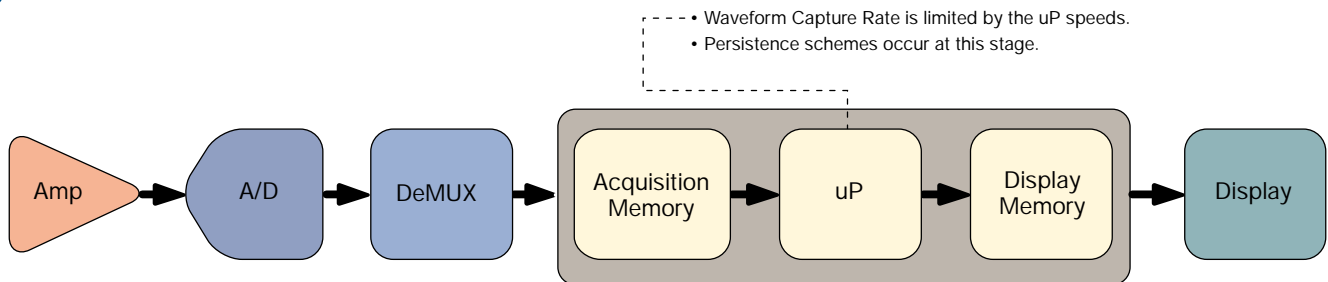 • Waveform Capture Rate is limited by the uP speeds.
• Persistence schemes occur at this stage.
Amp
A/D
DeMUX
Acquisition
Memory
uP
Display
Memory
Display